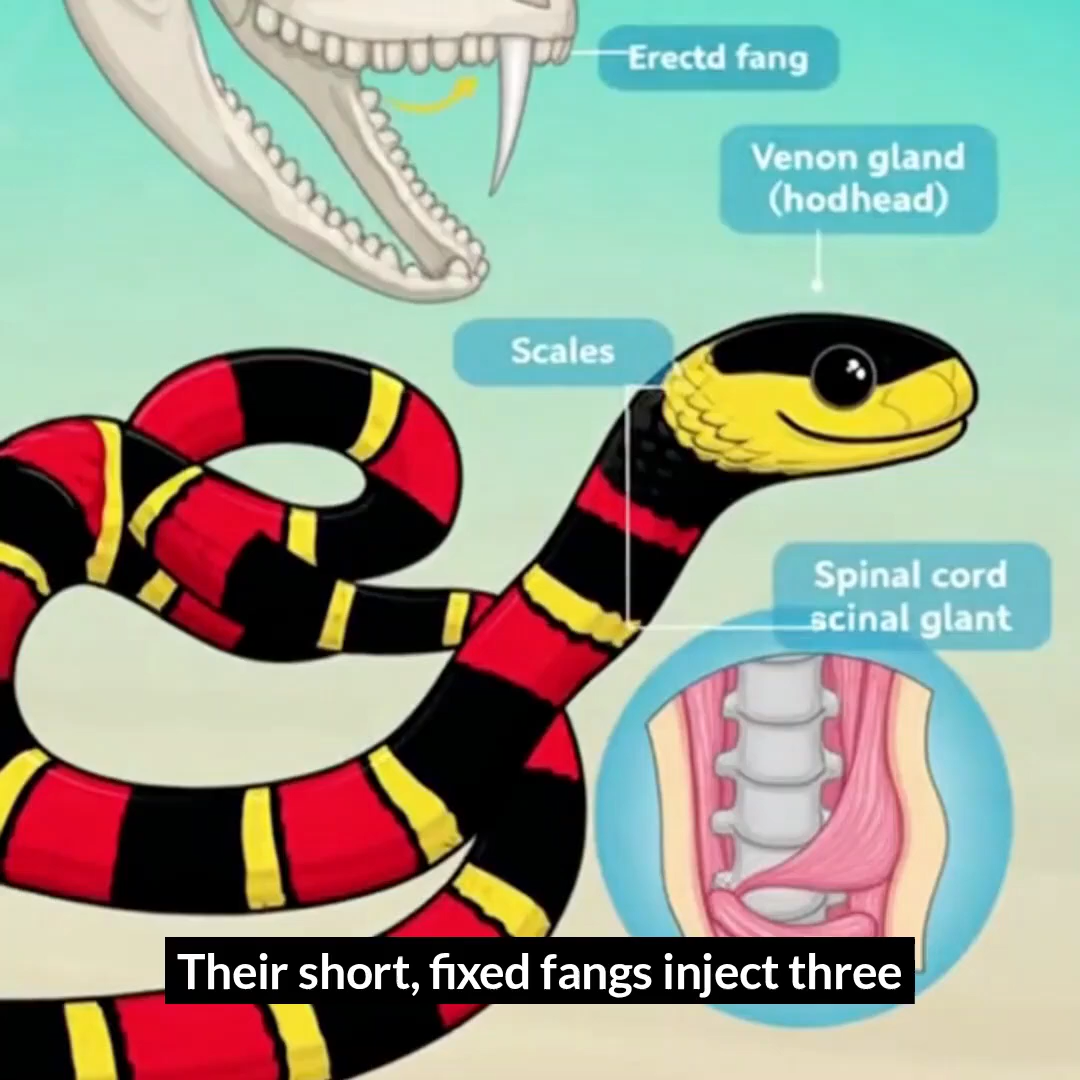 Erectd fang
Venon gland
(hodhead)
Scales
Spinal cord
scinal glant
Their short, fixed fangs inject three